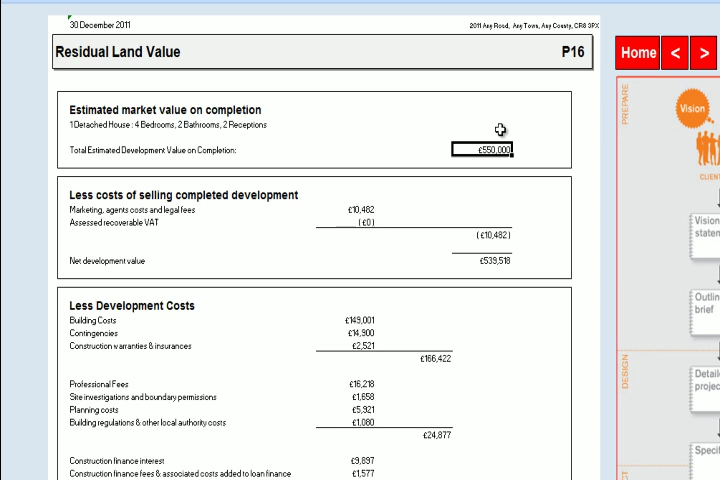 30 December 2011
2011 Any Road, Any Town, Any County, CR8 3PX
Residual Land Value
P16
Home
<
>
PREPARE
Vision
CLIEN
Estimated market value on completion
1 Detached House : 4 Bedrooms, 2 Bathrooms, 2 Receptions
Total Estimated Development Value on Completion:
£550,000
Less costs of selling completed development
Marketing, agents costs and legal fees
£10,482
Assessed recoverable VAT
(£0)
(£10,482)
Net development value
£539,518
Vision
staten
Less Development Costs
Building Costs
£149,001
Contingencies
£14,900
Construction warranties & insurances
£2,521
£166,422
Outlin
brief
Professional Fees
£16,218
Site investigations and boundary permissions
£1,658
Planning costs
£5,921
Building regulations & other local authority costs
£1,080
£24,877
DESIGN
Detail
projec
Construction finance interest
£9,897
Construction finance fees & associated costs added to loan finance
£1,577
Specif
CT